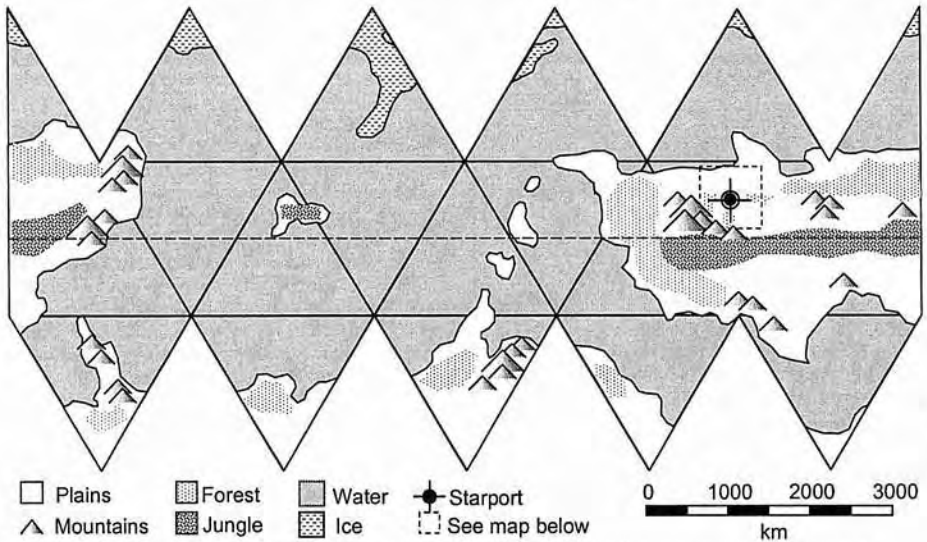 Plains
Forest
Water
Starport
Mountains
Jungle
Ice
See map below
0 1000 2000 3000
km